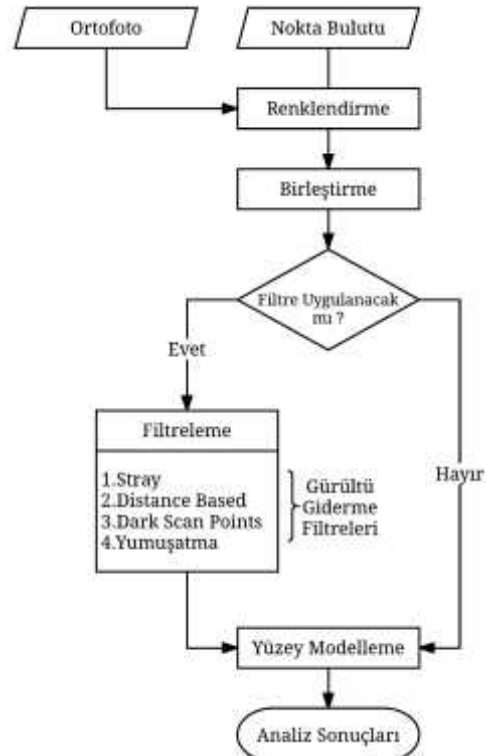 Ortofoto
Nokta Bulutu
Renklendirme
Birleştirme
Filtre Uygulanacak
mı ?
Evet
Hayır
Filtreleme
1.Stray
2.Distance Based
3.Dark Scan Points
4.Yumuşatma
Gürültü
Giderme
Filtreleri
Yüzey Modelleme
Analiz Sonuçları